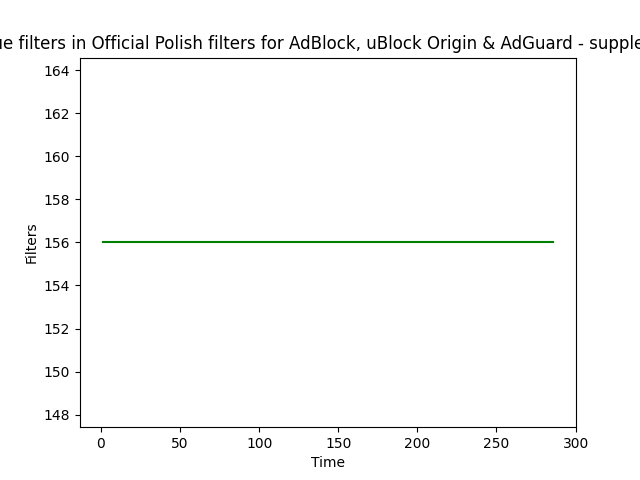 ue filters in Official Polish filters for AdBlock, uBlock Origin & AdGuard - supple
164
162
160
158
156
154
152
150
148
Filters
0 50 100 150 200 250 300
Time